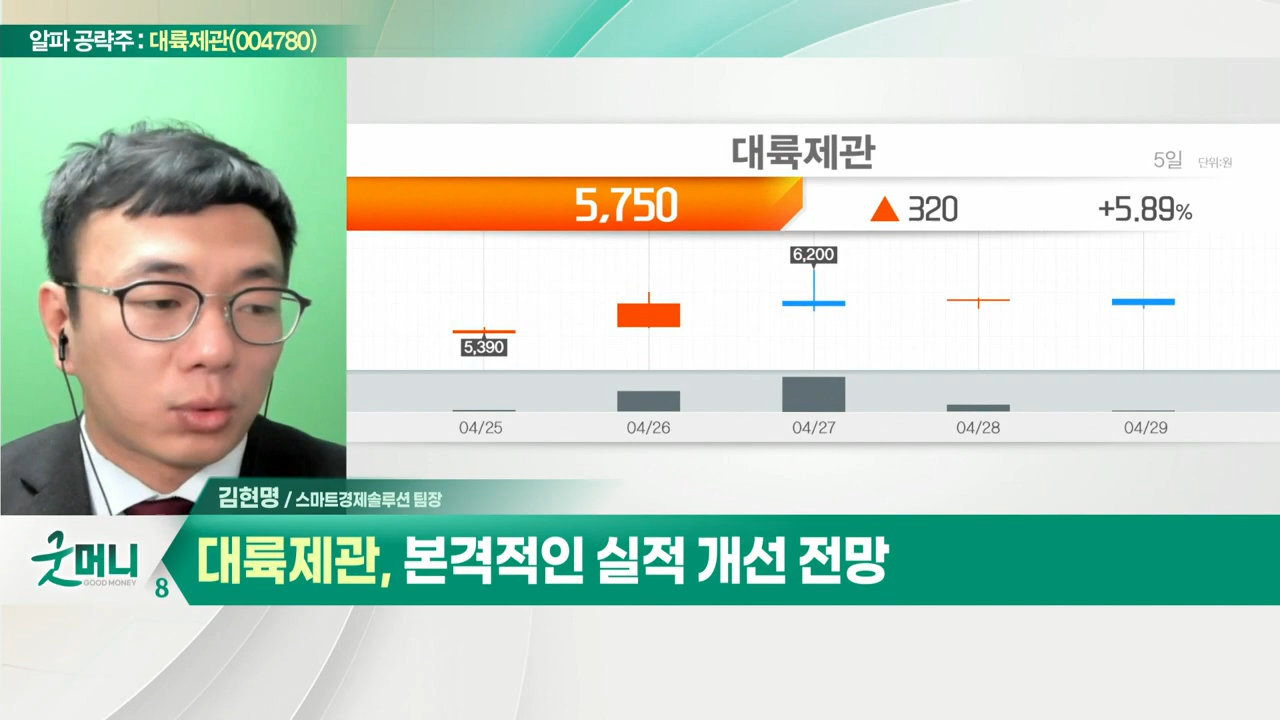 알파 공략주 : 대륙제관(004780)
대륙제관
5일 단위:원
5,750 ▲ 320 +5.89%
6,200
5,390
04/25 04/26 04/27 04/28 04/29
김현명 / 스마트경제솔루션 팀장
굿머니
GOOD MONEY
8
대륙제관, 본격적인 실적 개선 전망